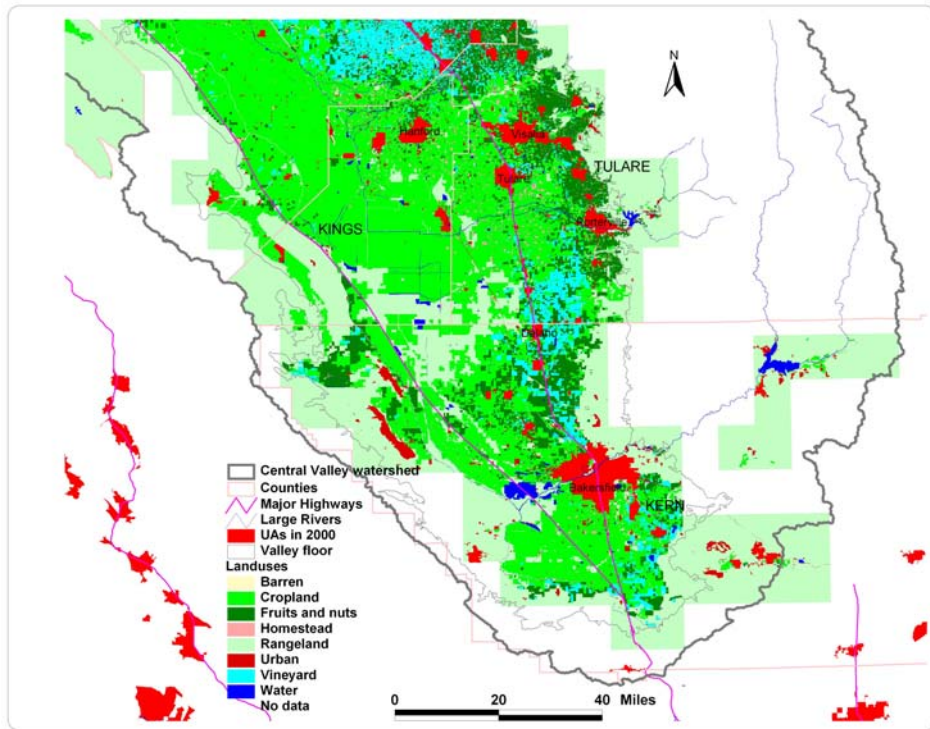 N
Hanford
Visalia
TULARE
Tulare
Porterville
KINGS
Delano
Bakersfield
KERN
Central Valley watershed
Counties
Major Highways
Large Rivers
UAs in 2000
Valley floor
Landuses
Barren
Cropland
Fruits and nuts
Homestead
Rangeland
Urban
Vineyard
Water
No data
0 20 40 Miles